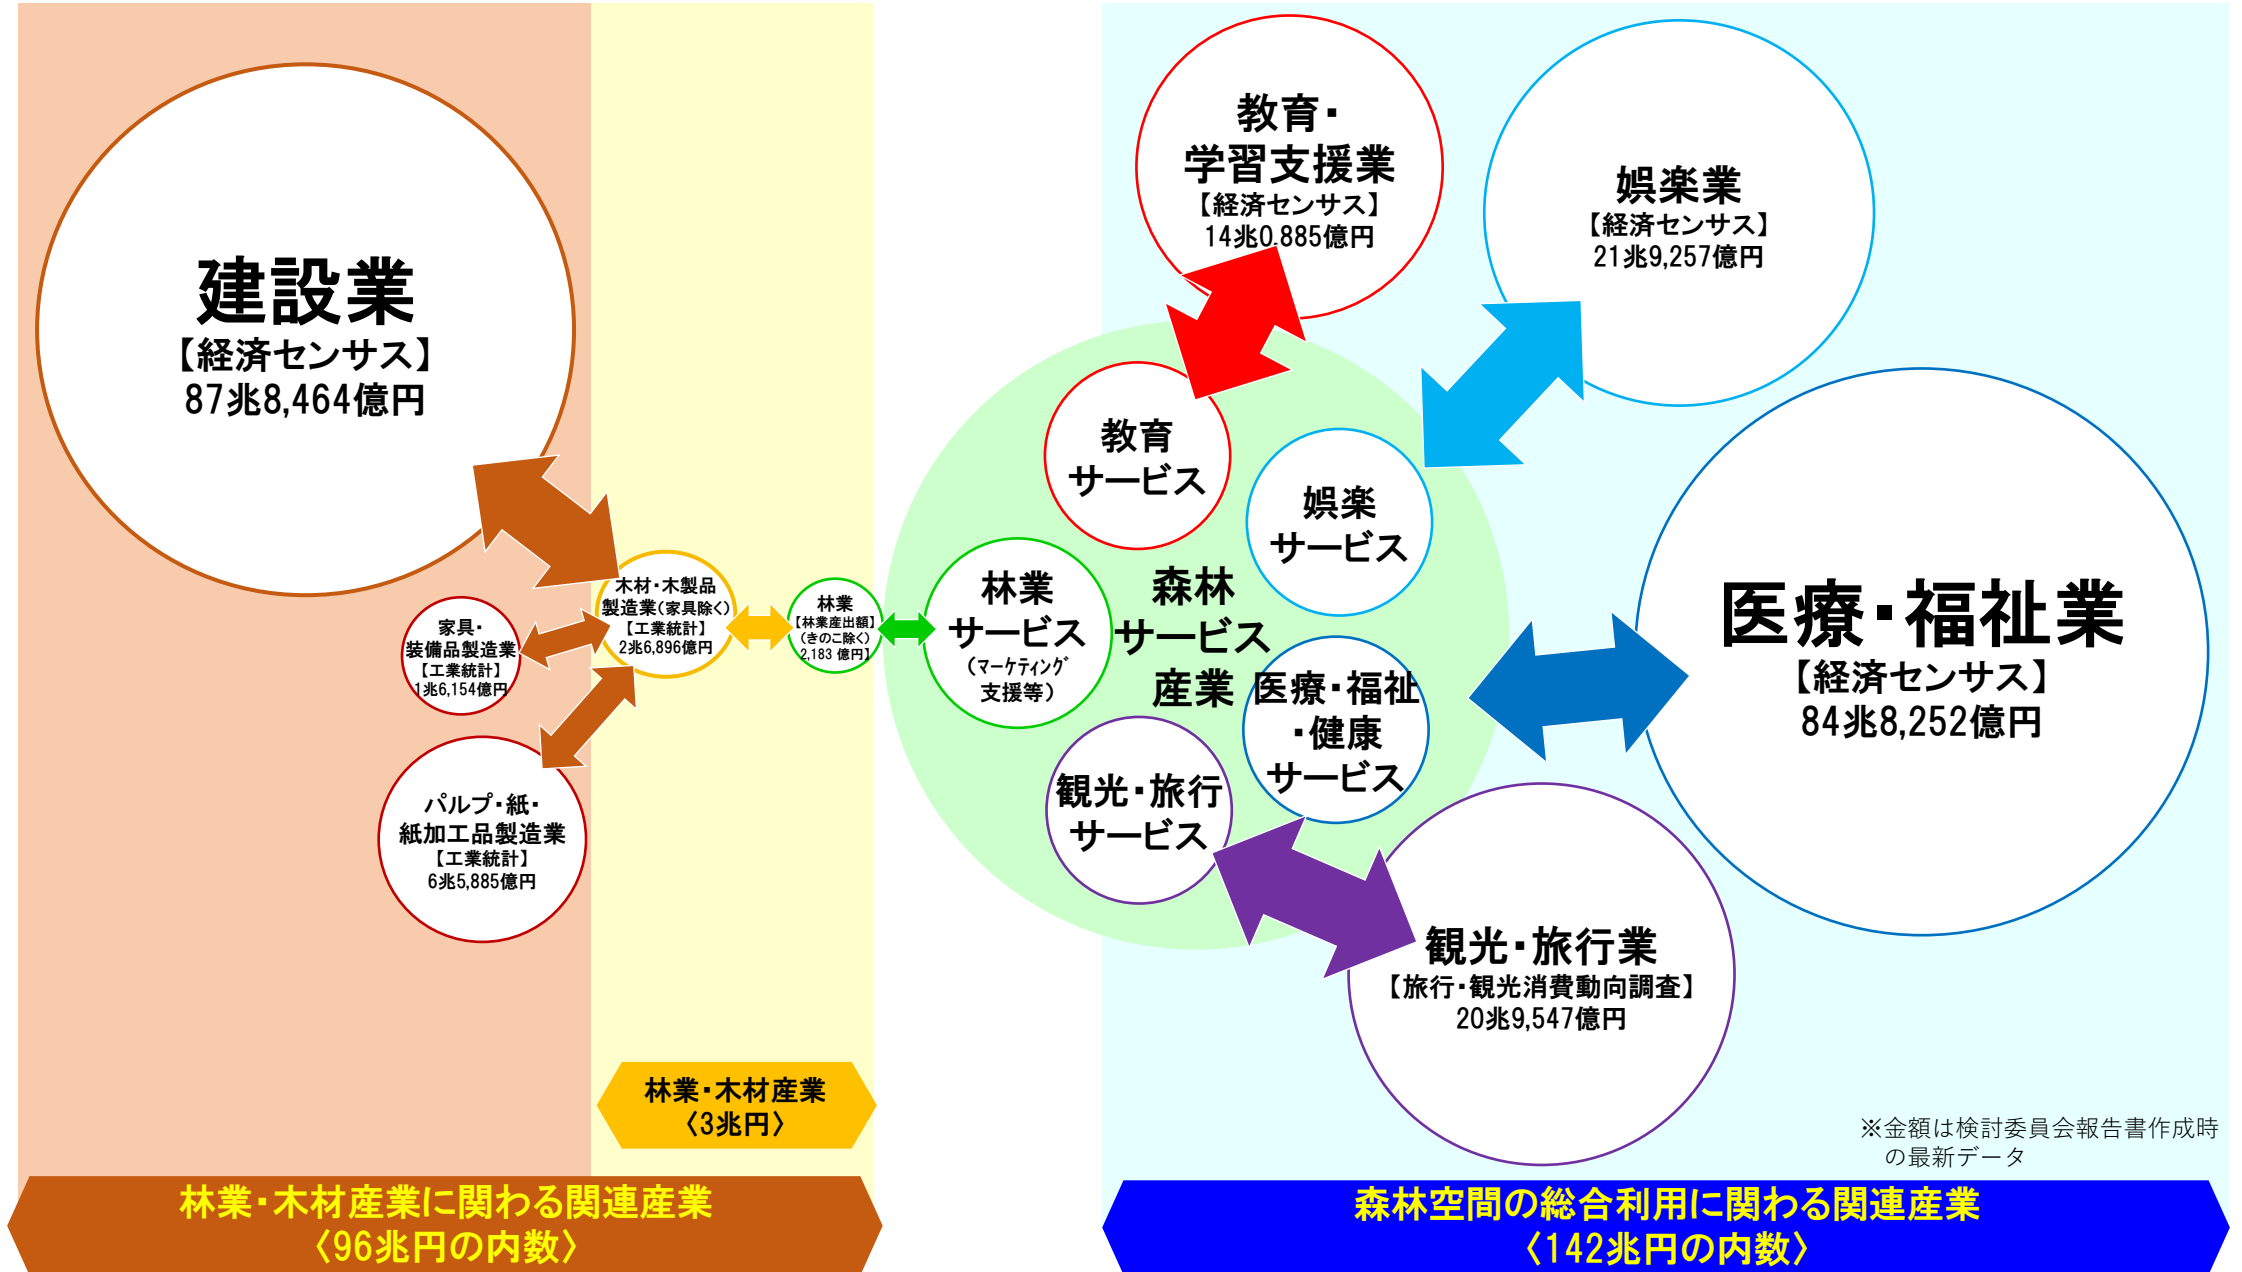 建設業
【経済センサス】
87兆8,464億円
家具・
装備品製造業
【工業統計】
1兆6,154億円
パルプ・紙・
紙加工品製造業
【工業統計】
6兆5,885億円
木材・木製品
製造業(家具除く)
【工業統計】
2兆6,896億円
林業
【林業産出額】
(きのこ除く)
2,183 億円】
林業・木材産業
〈3兆円〉
林業・木材産業に関わる関連産業
〈96兆円の内数〉
林業
サービス
(マーケティング
支援等)
森林
サービス
産業
教育
サービス
娯楽
サービス
医療・福祉
・健康
サービス
観光・旅行
サービス
教育・
学習支援業
【経済センサス】
14兆0,885億円
娯楽業
【経済センサス】
21兆9,257億円
医療・福祉業
【経済センサス】
84兆8,252億円
観光・旅行業
【旅行・観光消費動向調査】
20兆9,547億円
※金額は検討委員会報告書作成時
の最新データ
森林空間の総合利用に関わる関連産業
〈142兆円の内数〉